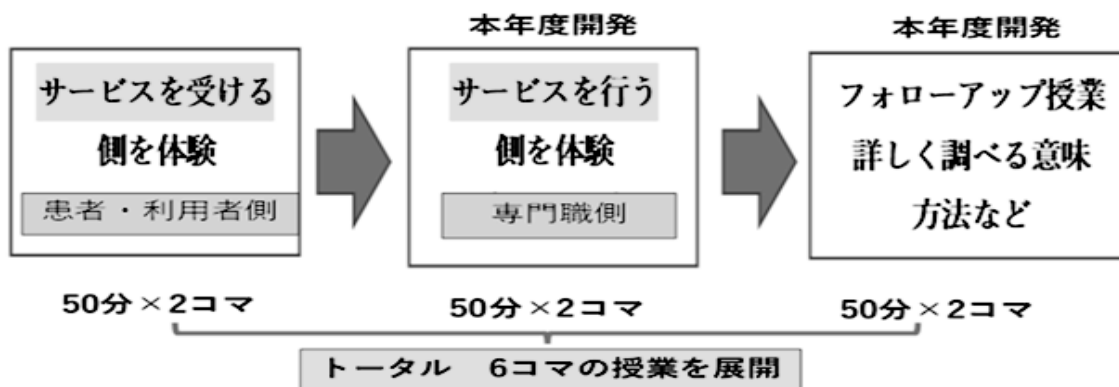 本年度開発
本年度開発
サービスを受ける
側を体験
患者・利用者側
サービスを行う
側を体験
専門職側
フォローアップ授業
詳しく調べる意味
方法など
50分×2コマ
50分×2コマ
50分×2コマ
トータル　6コマの授業を展開